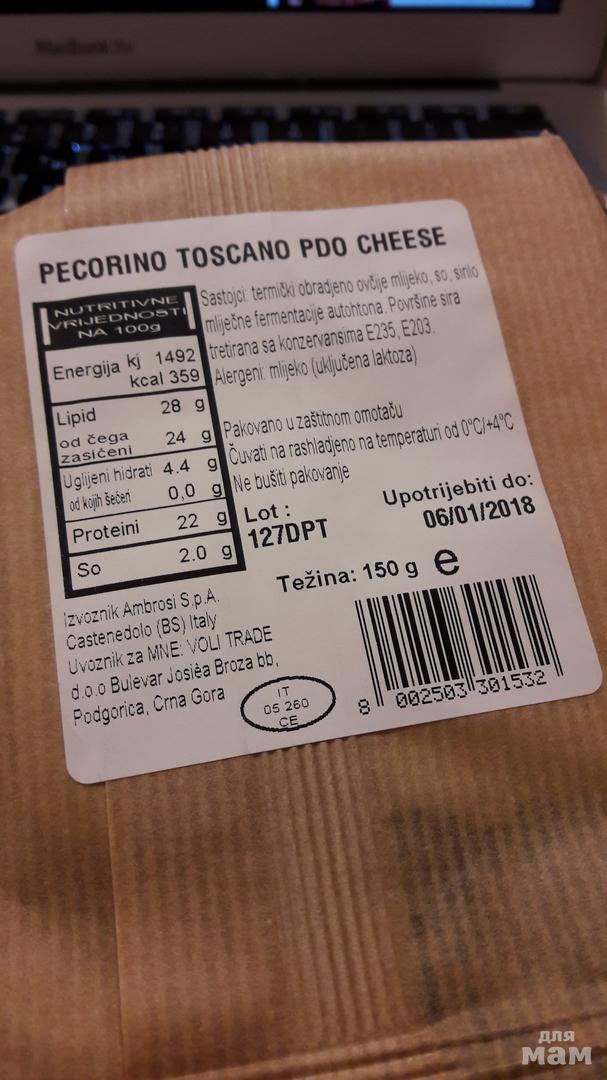 MacBook Air
PECORINO TOSCANO PDO CHEESE
NUTRITIVNE
VRIJEDNOSTI
NA 100g
Energija kj 1492
kcal 359
Lipid 28 g
od čega
zasićeni 24 g
Uglijeni hidrati 4.4 g
od kojih šećeri 0,0 g
Proteini 22 g
So 2.0 g
Sastojci: termički obradjeno ovčije mlijeko, so, sirilo
mliječne fermentacije autohtona. Površine sira
tretirana sa konzervansima E235, E203.
Alergeni: mlijeko (uključena laktoza)
Pakovano u zaštitnom omotaču
Čuvati na rashladjeno na temperaturi od 0°C/+4°C
Ne bušiti pakovanje
Lot :
127DPT
Upotrijebiti do:
06/01/2018
Težina: 150 g e
Izvoznik Ambrosi S.p.A.
Castenedolo (BS) Italy
Uvoznik za MNE: VOLI TRADE
d.o.o Bulevar Josièa Broza bb,
Podgorica, Crna Gora
IT
05 260
CE
8 002503 301532
для
мам